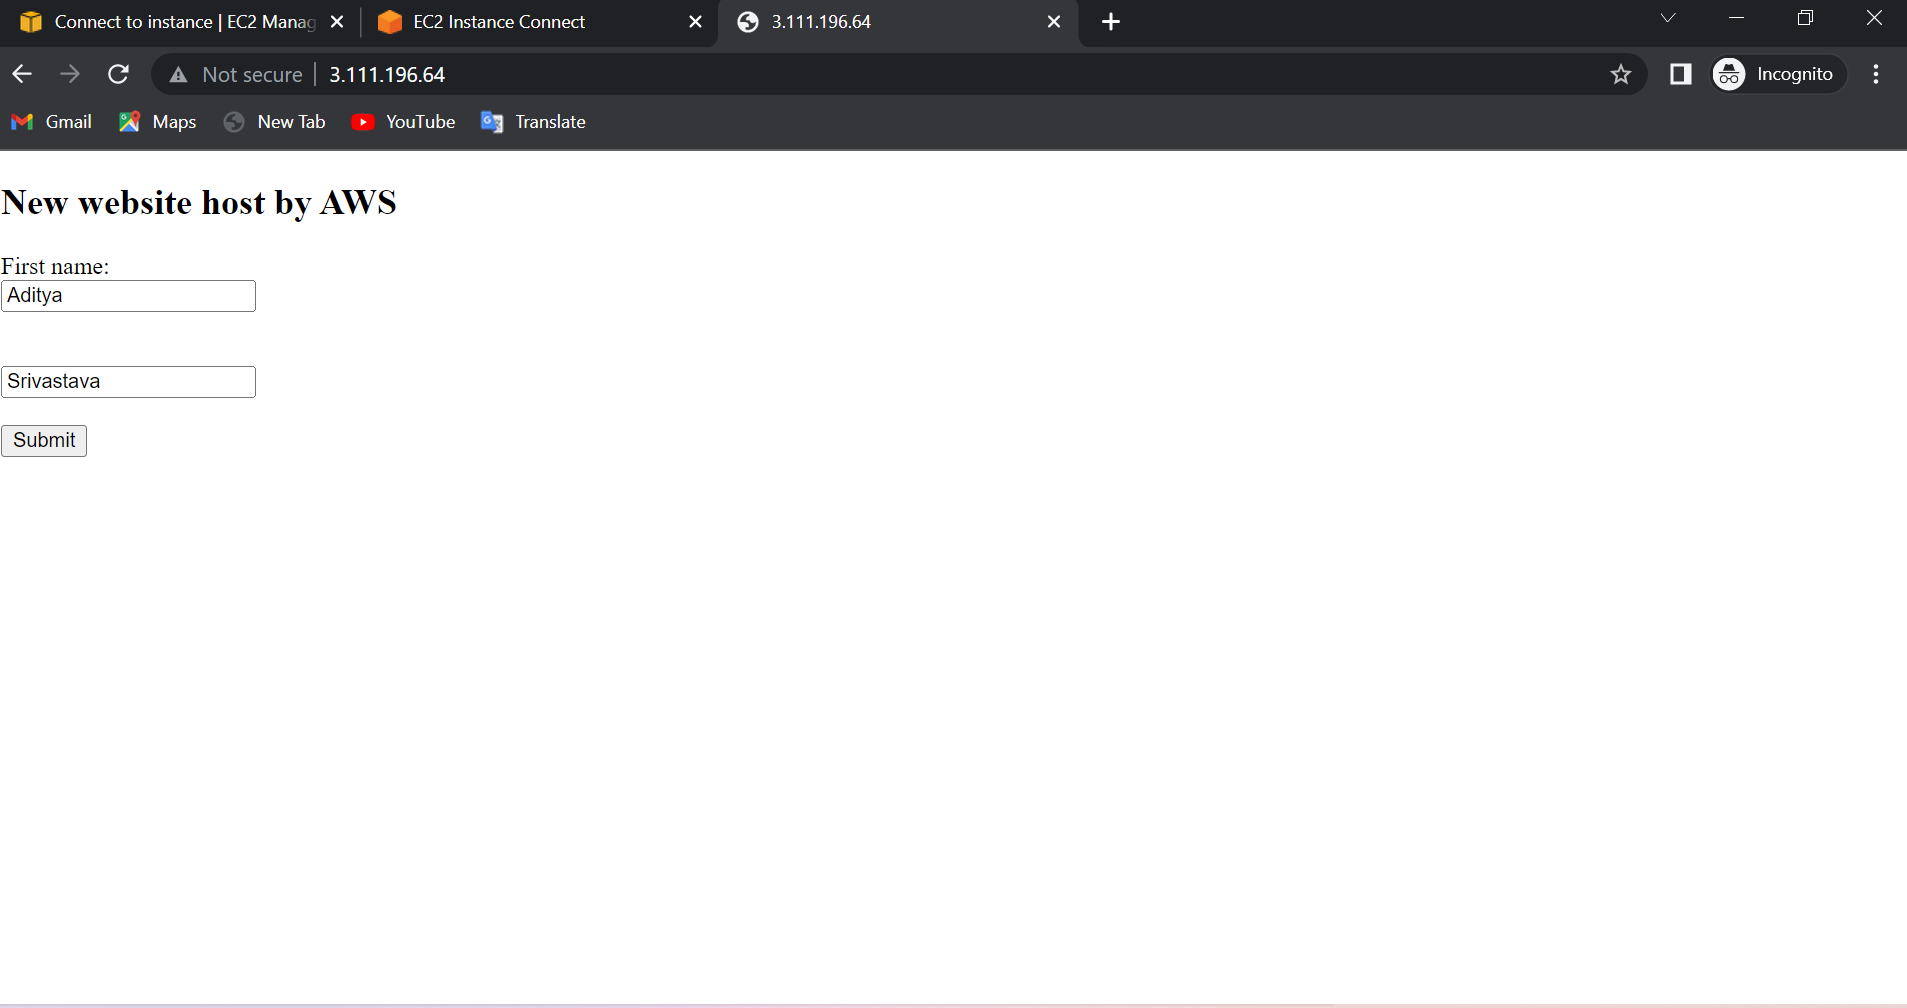 Connect to instance | EC2 Manag
EC2 Instance Connect
3.111.196.64
Not secure
3.111.196.64
Incognito
Gmail
Maps
New Tab
YouTube
Translate
New website host by AWS
First name:
Aditya
Srivastava
Submit